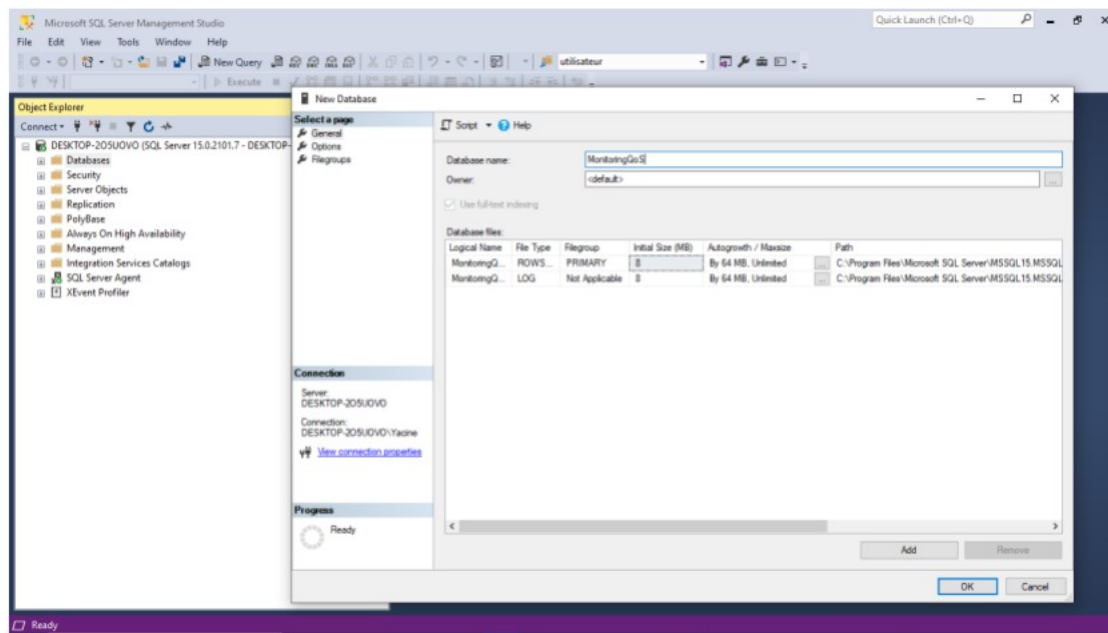 Microsoft SQL Server Management Studio
Quick Launch (Ctrl+Q)
File Edit View Tools Window Help
New Query
utilisateur
Execute
Object Explorer
Connect
DESKTOP-2O5UOVO (SQL Server 15.0.2101.7 - DESKTOP-
Databases
Security
Server Objects
Replication
PolyBase
Always On High Availability
Management
Integration Services Catalogs
SQL Server Agent
XEvent Profiler
New Database
Select a page
General
Options
Filegroups
Connection
Server:
DESKTOP-2O5UOVO
Connection:
DESKTOP-2O5UOVO\Yacine
View connection properties
Progress
Ready
Script Help
Database name: MonitoringQoS
Owner: <default> ...
Use full-text indexing
Database files:
Logical Name File Type Filegroup Initial Size (MB) Autogrowth / Maxsize Path
MonitoringQ... ROWS... PRIMARY 8 By 64 MB, Unlimited ... C:\Program Files\Microsoft SQL Server\MSSQL15.MSSQL
MonitoringQ... LOG Not Applicable 8 By 64 MB, Unlimited ... C:\Program Files\Microsoft SQL Server\MSSQL15.MSSQL
Add Remove
OK Cancel
Ready